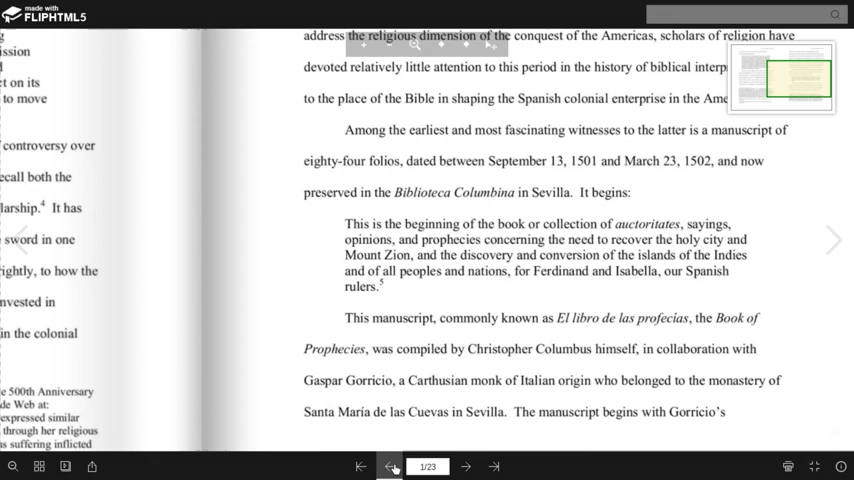 made with
FLIPHTML5
ission
ct on its
to move
controversy over
ecall both the
larship.4 It has
sword in one
rightly, to how the
nvested in
in the colonial
e 500th Anniversary
de Web at:
expressed similar
through her religious
as suffering inflicted
address the religious dimension of the conquest of the Americas, scholars of religion have
devoted relatively little attention to this period in the history of biblical interp
to the place of the Bible in shaping the Spanish colonial enterprise in the Ame
Among the earliest and most fascinating witnesses to the latter is a manuscript of
eighty-four folios, dated between September 13, 1501 and March 23, 1502, and now
preserved in the Biblioteca Columbina in Sevilla. It begins:
This is the beginning of the book or collection of auctoritates, sayings,
opinions, and prophecies concerning the need to recover the holy city and
Mount Zion, and the discovery and conversion of the islands of the Indies
and of all peoples and nations, for Ferdinand and Isabella, our Spanish
rulers.5
This manuscript, commonly known as El libro de las profecías, the Book of
Prophecies, was compiled by Christopher Columbus himself, in collaboration with
Gaspar Gorricio, a Carthusian monk of Italian origin who belonged to the monastery of
Santa María de las Cuevas in Sevilla. The manuscript begins with Gorricio's
1/23